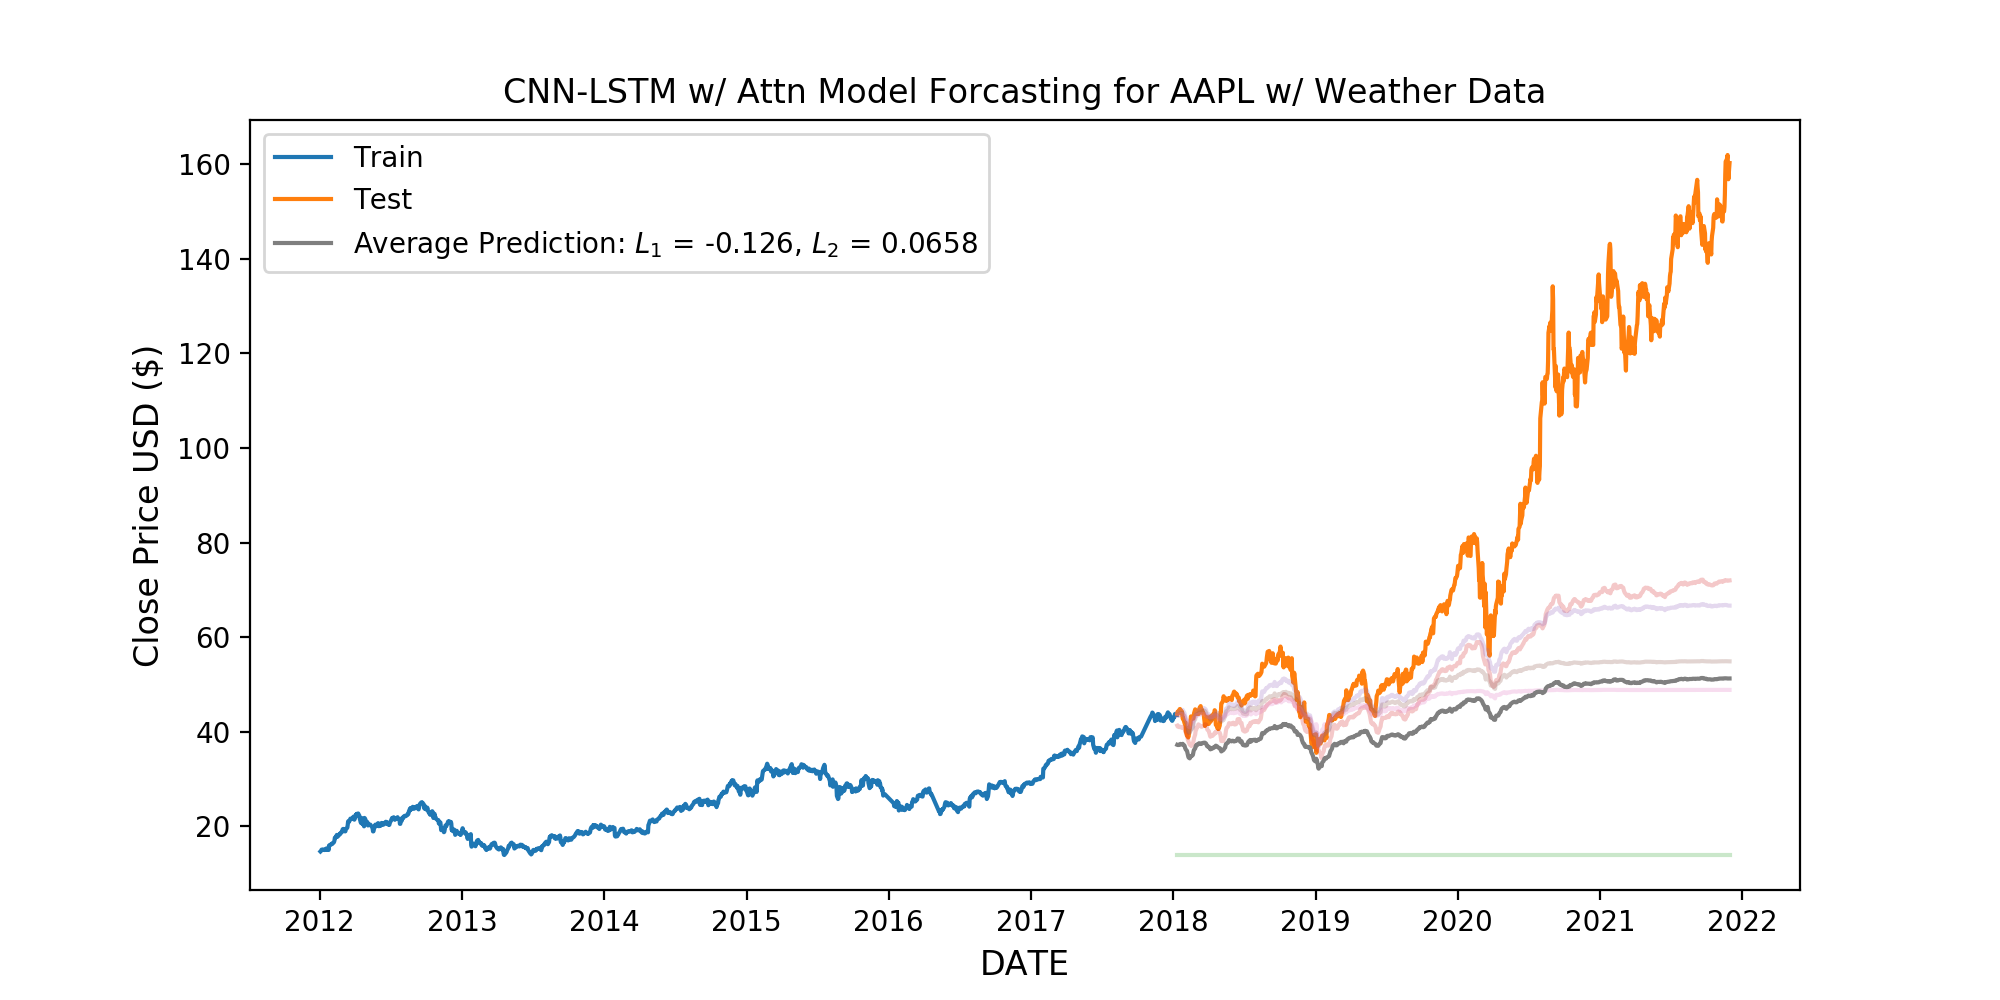 CNN-LSTM w/ Attn Model Forcasting for AAPL w/ Weather Data
Train
Test
Average Prediction: L₁ = -0.126, L₂ = 0.0658
Close Price USD ($)
160
140
120
100
80
60
40
20
2012 2013 2014 2015 2016 2017 2018 2019 2020 2021 2022
DATE